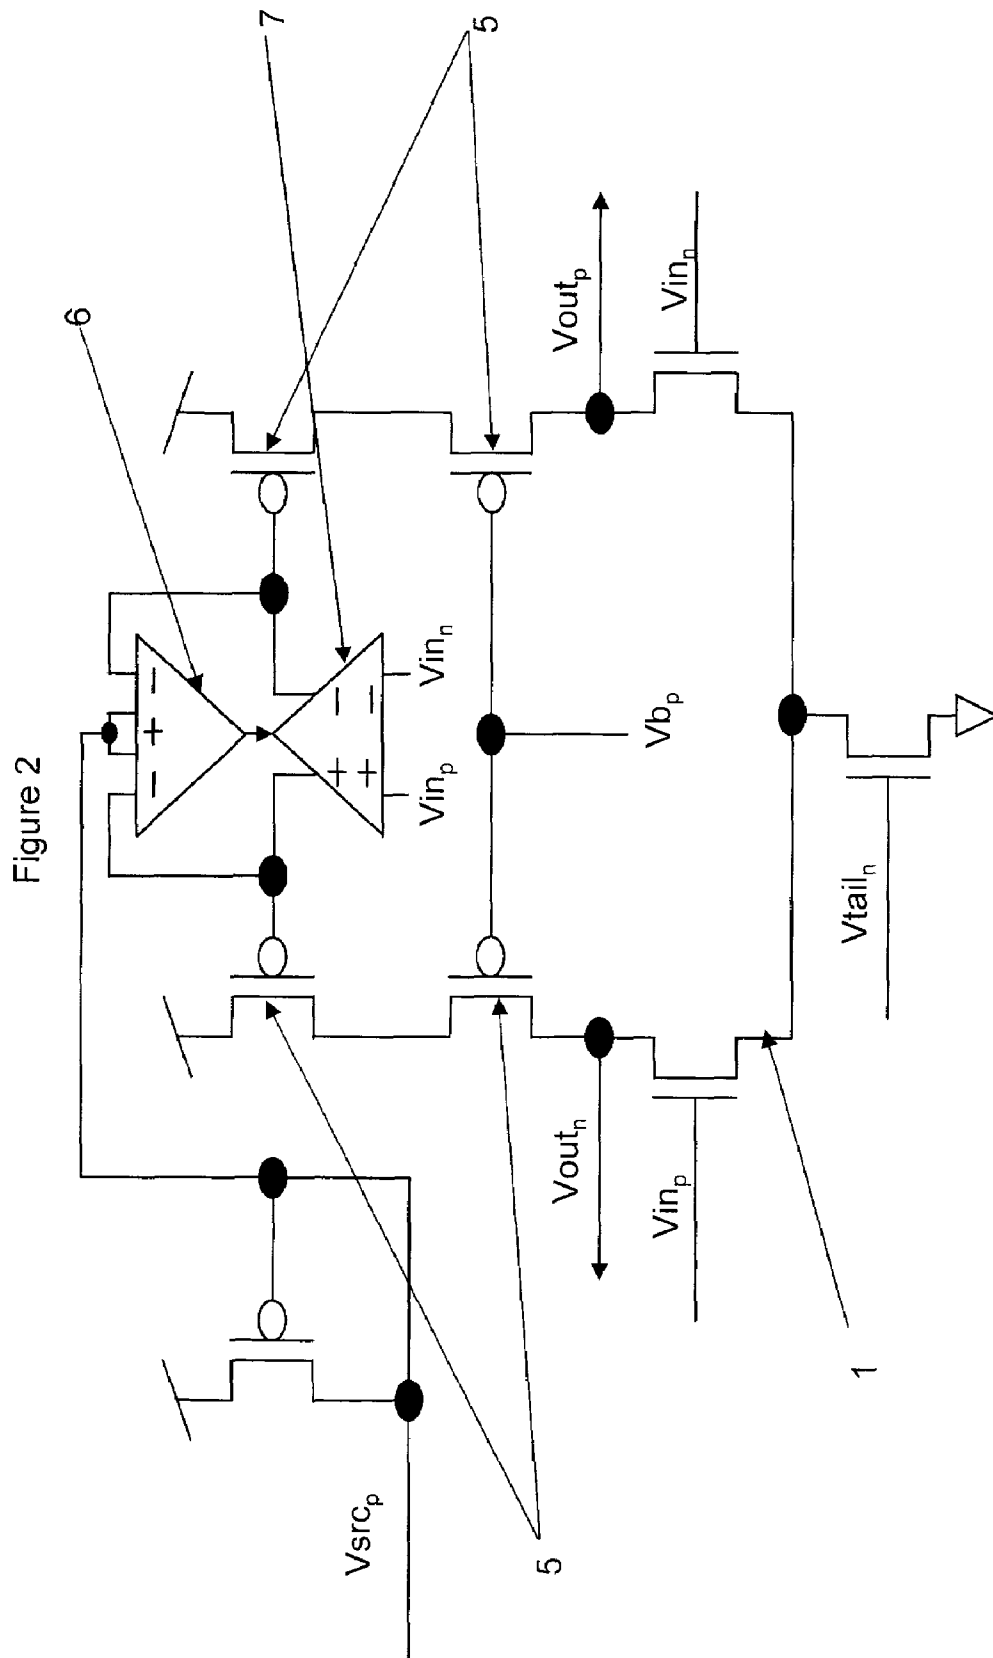 Figure 2
6
7
5
− + −
+ −
+ −
Vin_p
Vin_n
Vsrc_p
Vb_p
5
Vout_n
Vout_p
Vin_p
Vin_n
1
Vtail_n